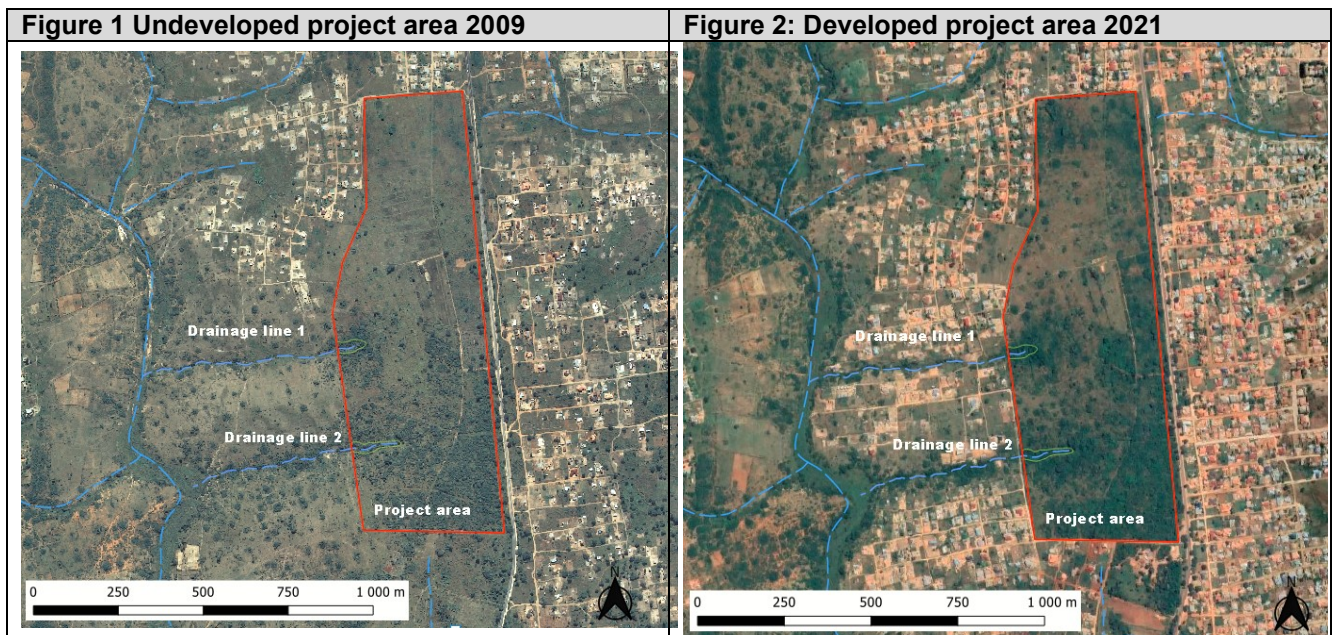 Figure 1 Undeveloped project area 2009
Figure 2: Developed project area 2021
Drainage line 1
Drainage line 2
Project area
0 250 500 750 1 000 m
N
Drainage line 1
Drainage line 2
Project area
0 250 500 750 1 000 m
N